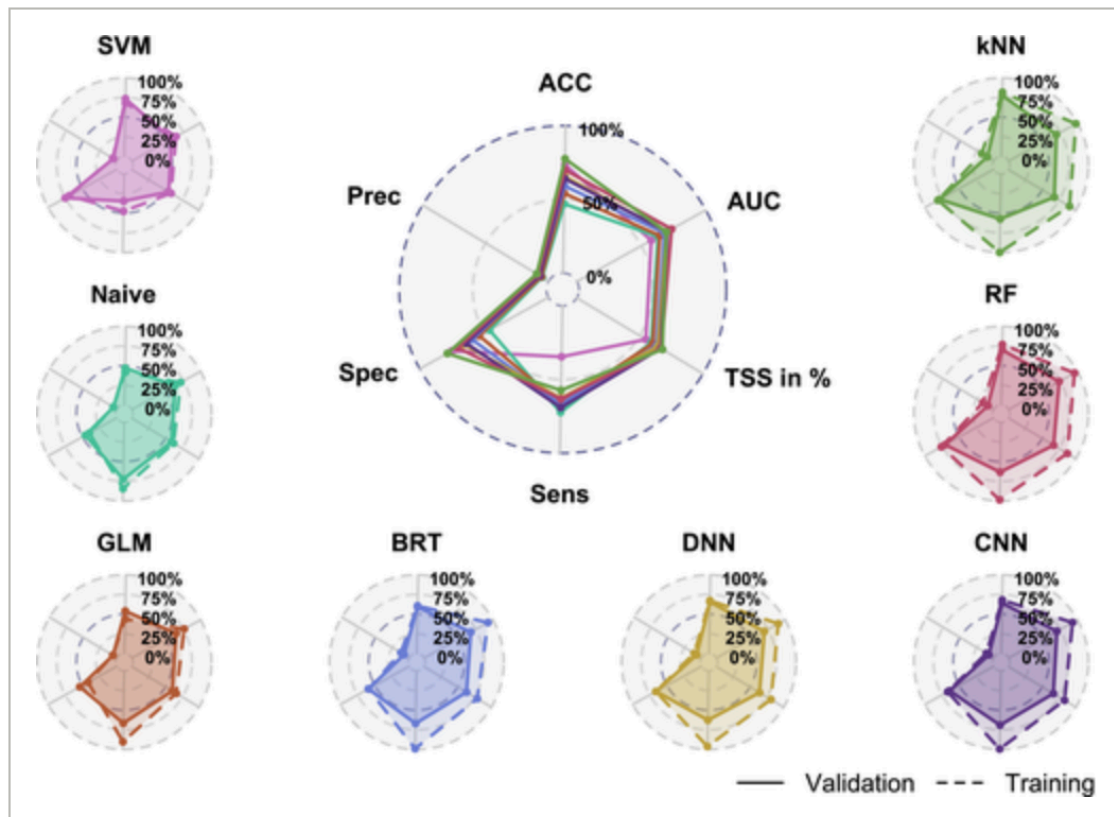 SVM
100%
75%
50%
25%
0%
kNN
100%
75%
50%
25%
0%
ACC
100%
50%
0%
Prec
AUC
Spec
TSS in %
Sens
Naive
100%
75%
50%
25%
0%
RF
100%
75%
50%
25%
0%
GLM
100%
75%
50%
25%
0%
BRT
100%
75%
50%
25%
0%
DNN
100%
75%
50%
25%
0%
CNN
100%
75%
50%
25%
0%
Validation
Training